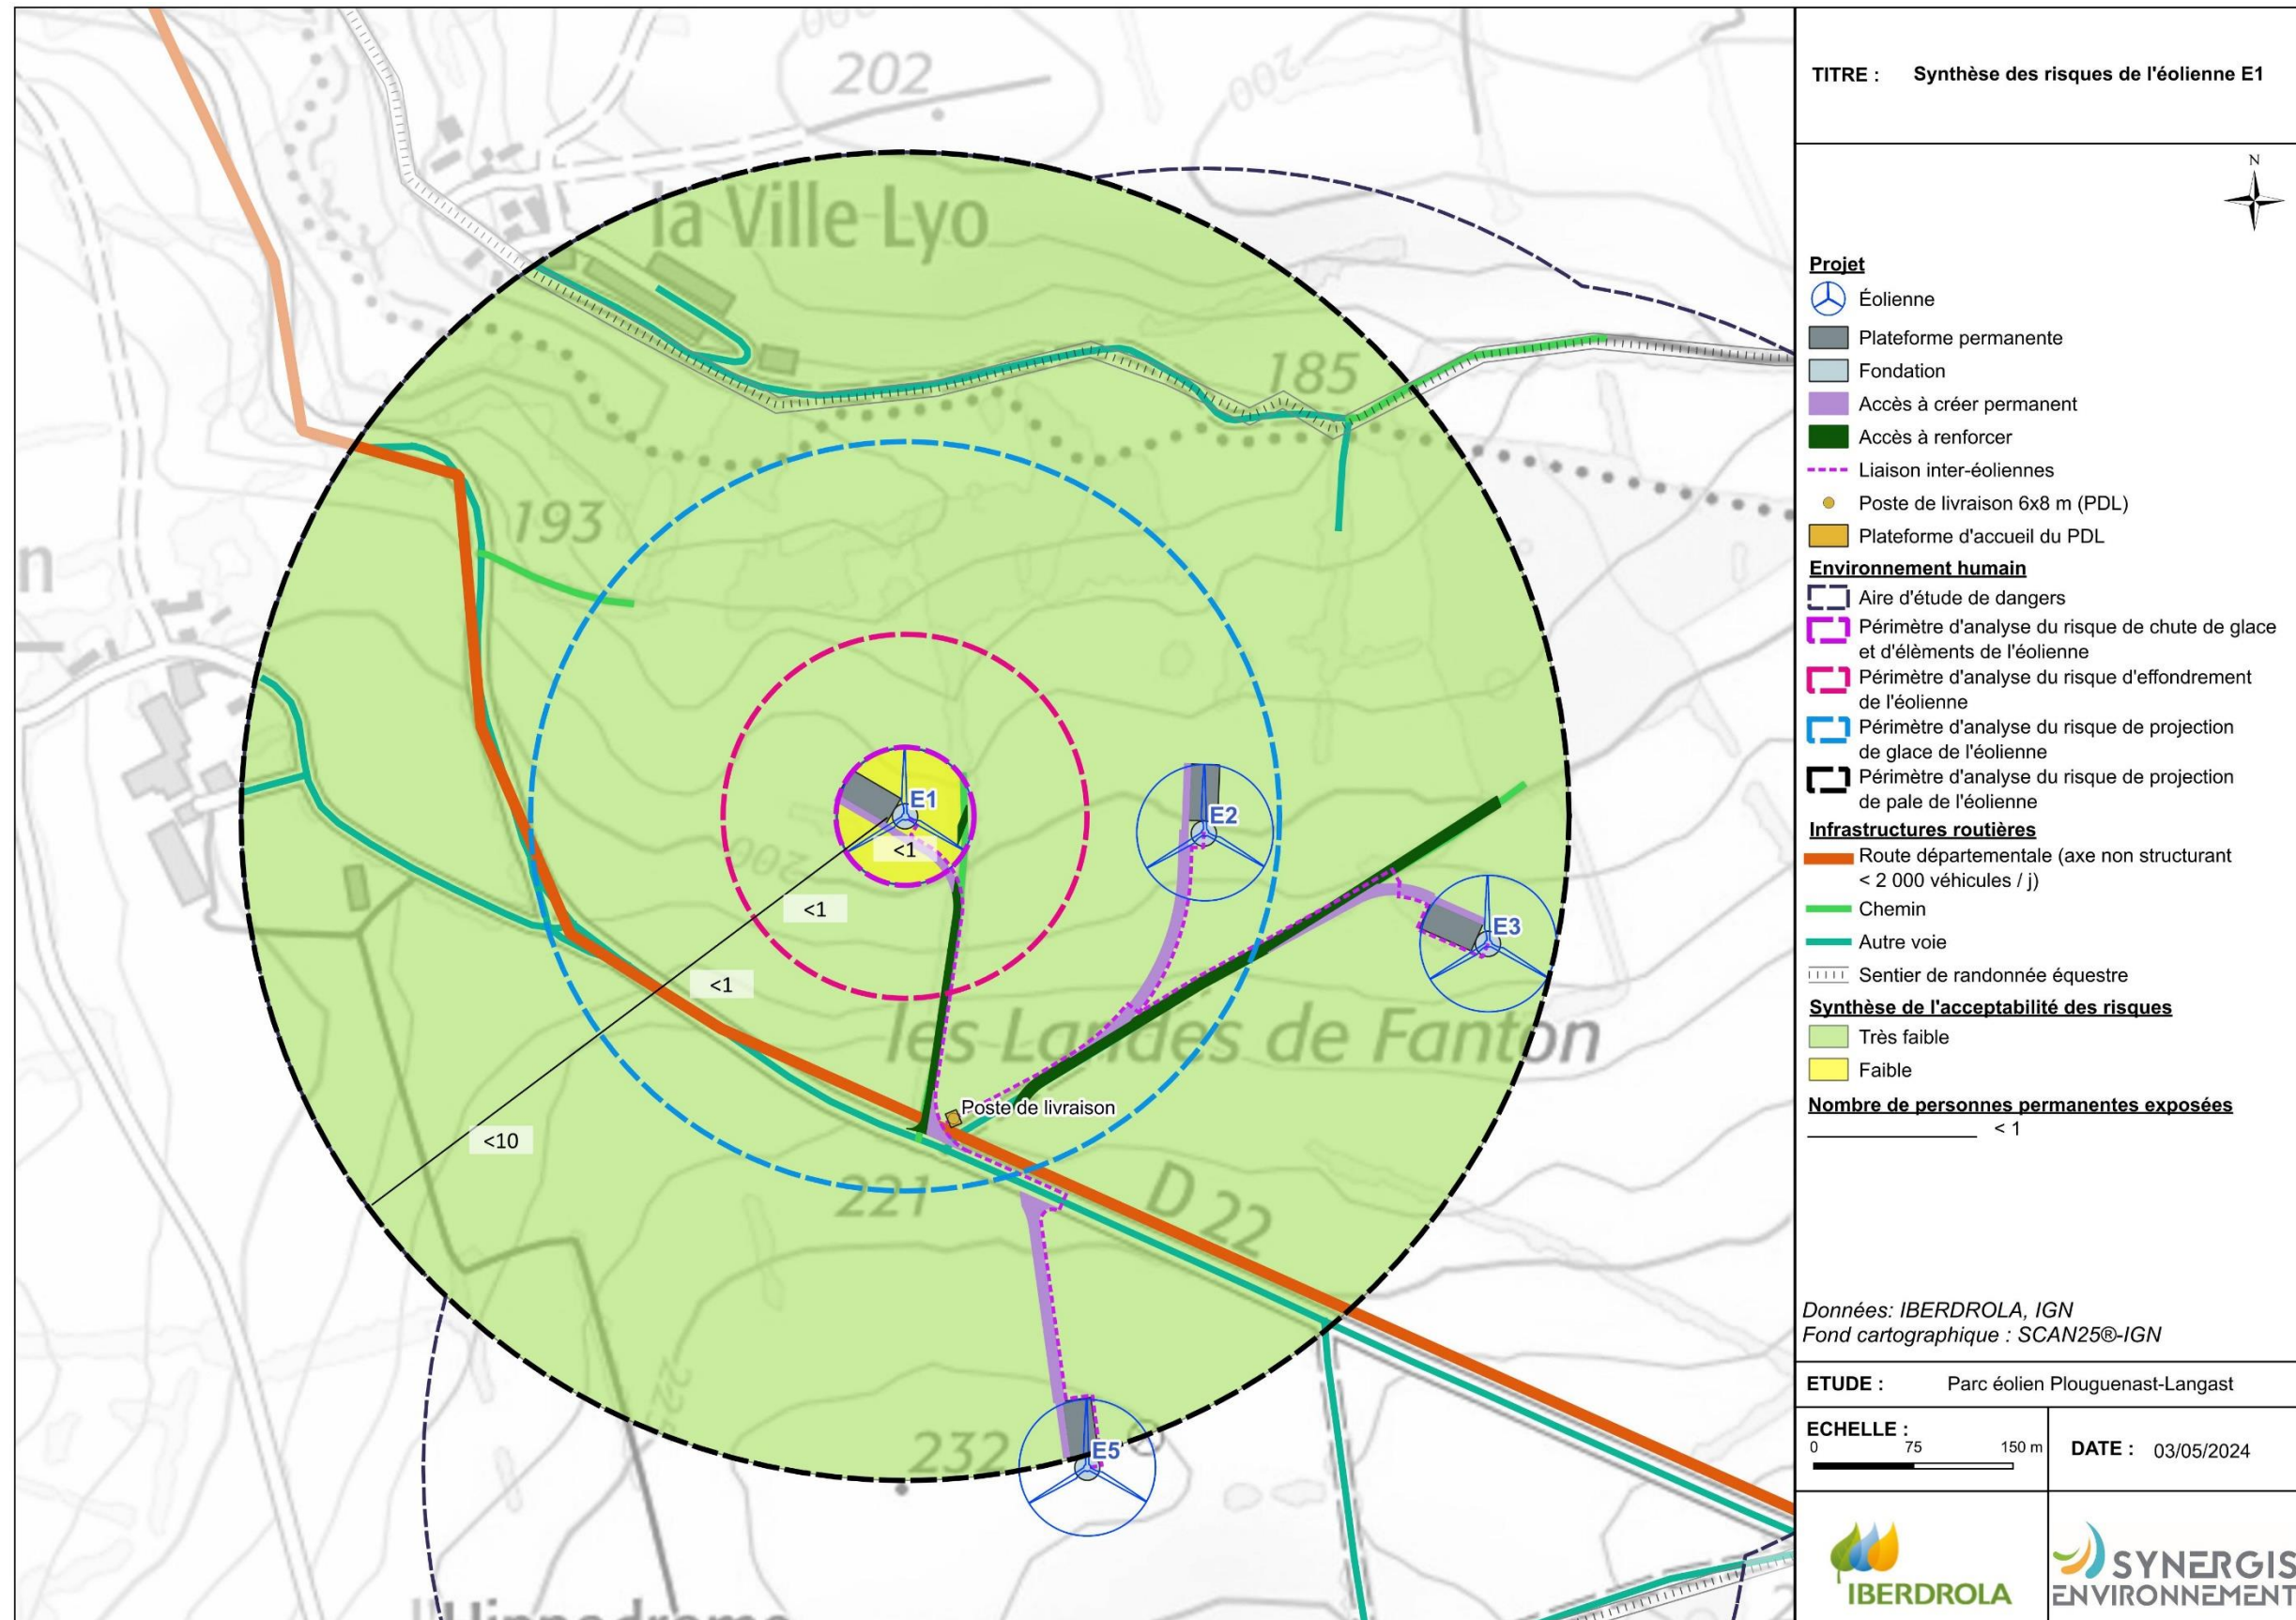 202
200
la Ville Lyo
185
193
n
E1
E2
<1
200
<1
E3
<1
les Landes de Fanton
Poste de livraison
<10
221
D 22
232
E5
Hippodrome
TITRE : Synthèse des risques de l'éolienne E1
N
Projet
Éolienne
Plateforme permanente
Fondation
Accès à créer permanent
Accès à renforcer
Liaison inter-éoliennes
Poste de livraison 6x8 m (PDL)
Plateforme d'accueil du PDL
Environnement humain
Aire d'étude de dangers
Périmètre d'analyse du risque de chute de glace
et d'élèments de l'éolienne
Périmètre d'analyse du risque d'effondrement
de l'éolienne
Périmètre d'analyse du risque de projection
de glace de l'éolienne
Périmètre d'analyse du risque de projection
de pale de l'éolienne
Infrastructures routières
Route départementale (axe non structurant
< 2 000 véhicules / j)
Chemin
Autre voie
Sentier de randonnée équestre
Synthèse de l'acceptabilité des risques
Très faible
Faible
Nombre de personnes permanentes exposées
< 1
Données: IBERDROLA, IGN
Fond cartographique : SCAN25®-IGN
ETUDE : Parc éolien Plouguenast-Langast
ECHELLE :
0 75 150 m
DATE : 03/05/2024
IBERDROLA
SYNERGIS
ENVIRONNEMENT